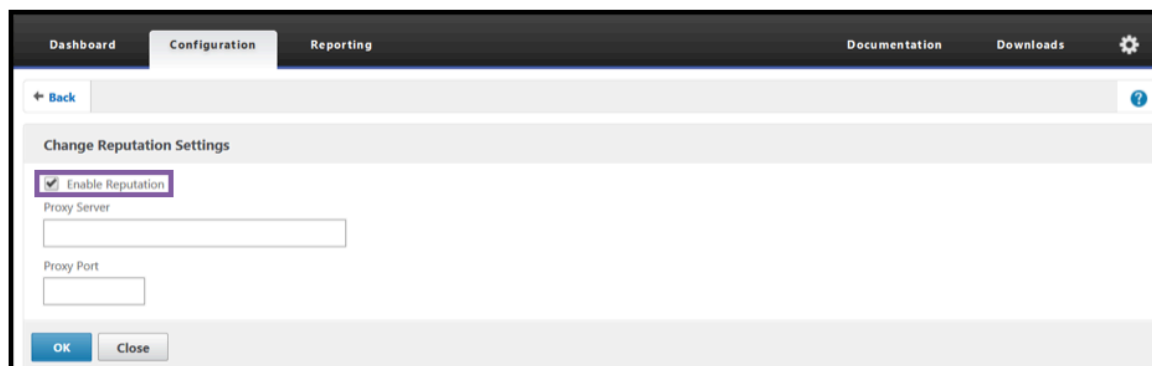 Dashboard Configuration Reporting Documentation Downloads
Back ?
Change Reputation Settings
Enable Reputation
Proxy Server
Proxy Port
OK Close